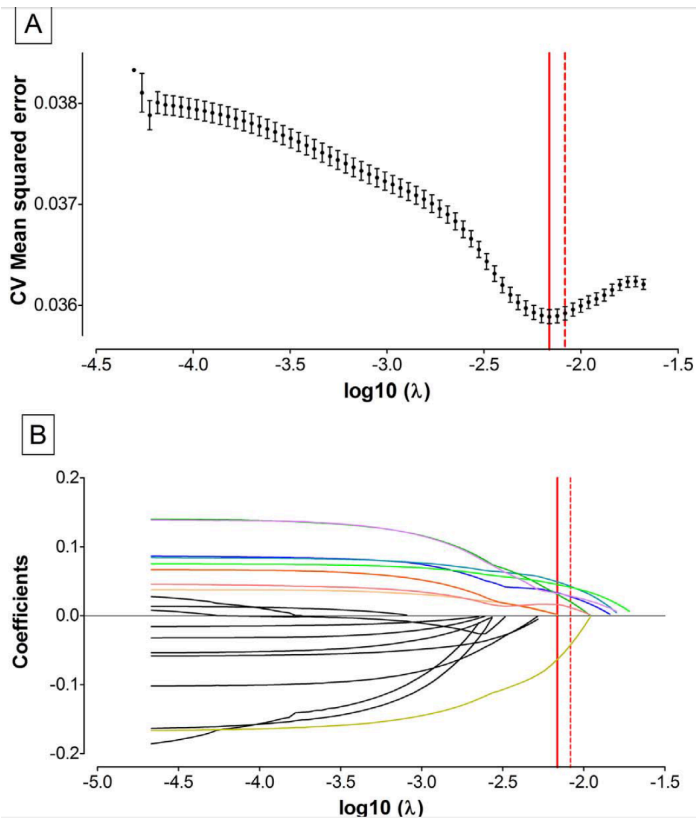 A
CV Mean squared error
0.038
0.037
0.036
-4.5 -4.0 -3.5 -3.0 -2.5 -2.0 -1.5
log10 (λ)
B
Coefficients
0.2
0.1
0.0
-0.1
-0.2
-5.0 -4.5 -4.0 -3.5 -3.0 -2.5 -2.0 -1.5
log10 (λ)